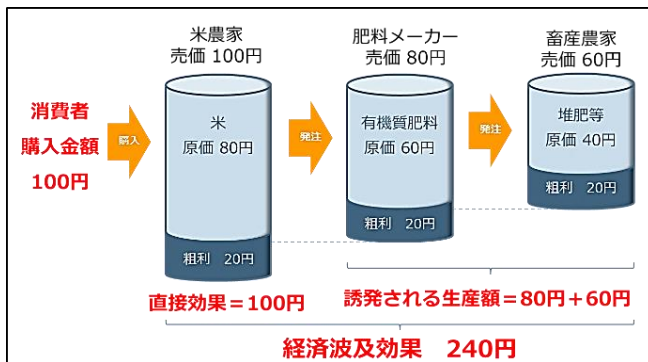 米農家
売価 100円
肥料メーカー
売価 80円
畜産農家
売価 60円
消費者
購入金額
100円
購入
米
原価 80円
粗利 20円
発注
有機質肥料
原価 60円
粗利 20円
発注
堆肥等
原価 40円
粗利 20円
直接効果＝100円
誘発される生産額＝80円＋60円
経済波及効果 240円